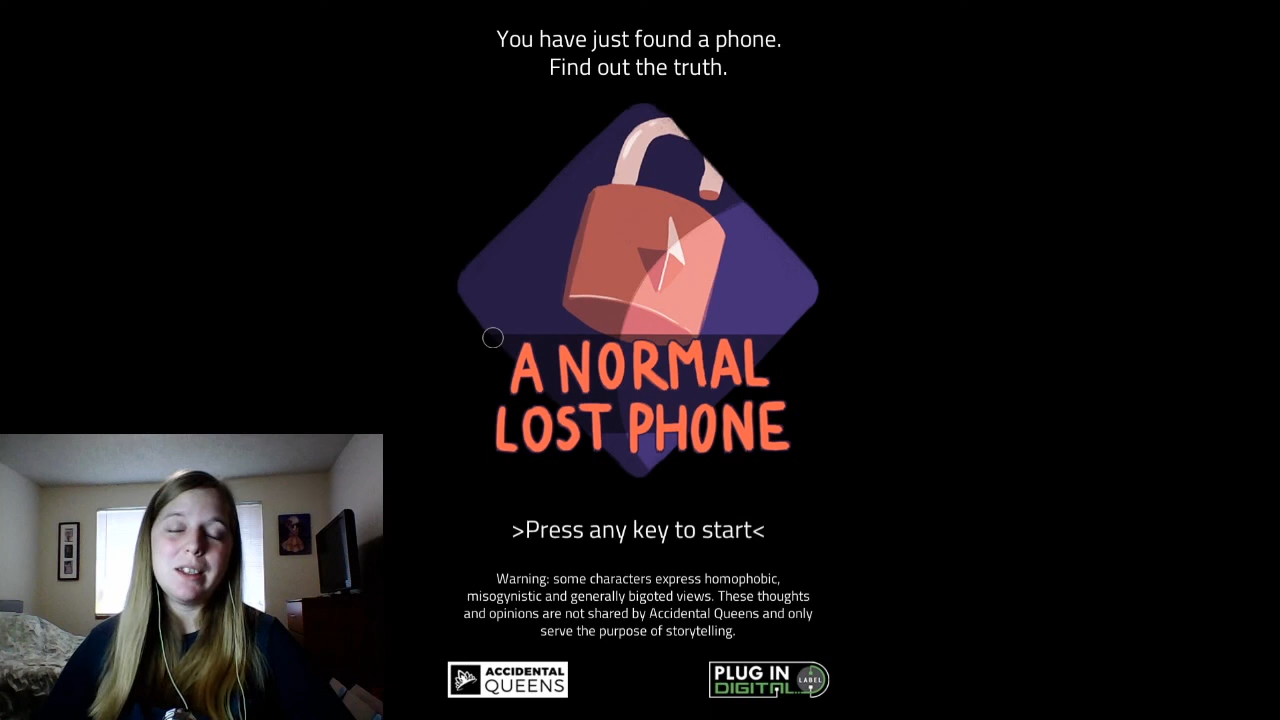 You have just found a phone.
Find out the truth.
A NORMAL
LOST PHONE
>Press any key to start<
Warning: some characters express homophobic,
misogynistic and generally bigoted views. These thoughts
and opinions are not shared by Accidental Queens and only
serve the purpose of storytelling.
ACCIDENTAL
QUEENS
PLUG IN
DIGITAL
LABEL